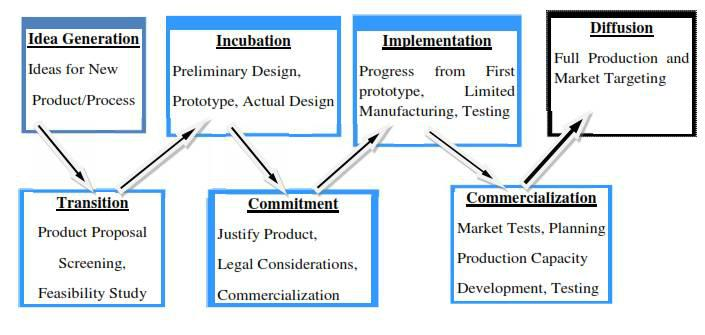 Idea Generation
Ideas for New
Product/Process
Transition
Product Proposal
Screening,
Feasibility Study
Incubation
Preliminary Design,
Prototype, Actual Design
Commitment
Justify Product,
Legal Considerations,
Commercialization
Implementation
Progress from First
prototype, Limited
Manufacturing, Testing
Commercialization
Market Tests, Planning
Production Capacity
Development, Testing
Diffusion
Full Production and
Market Targeting